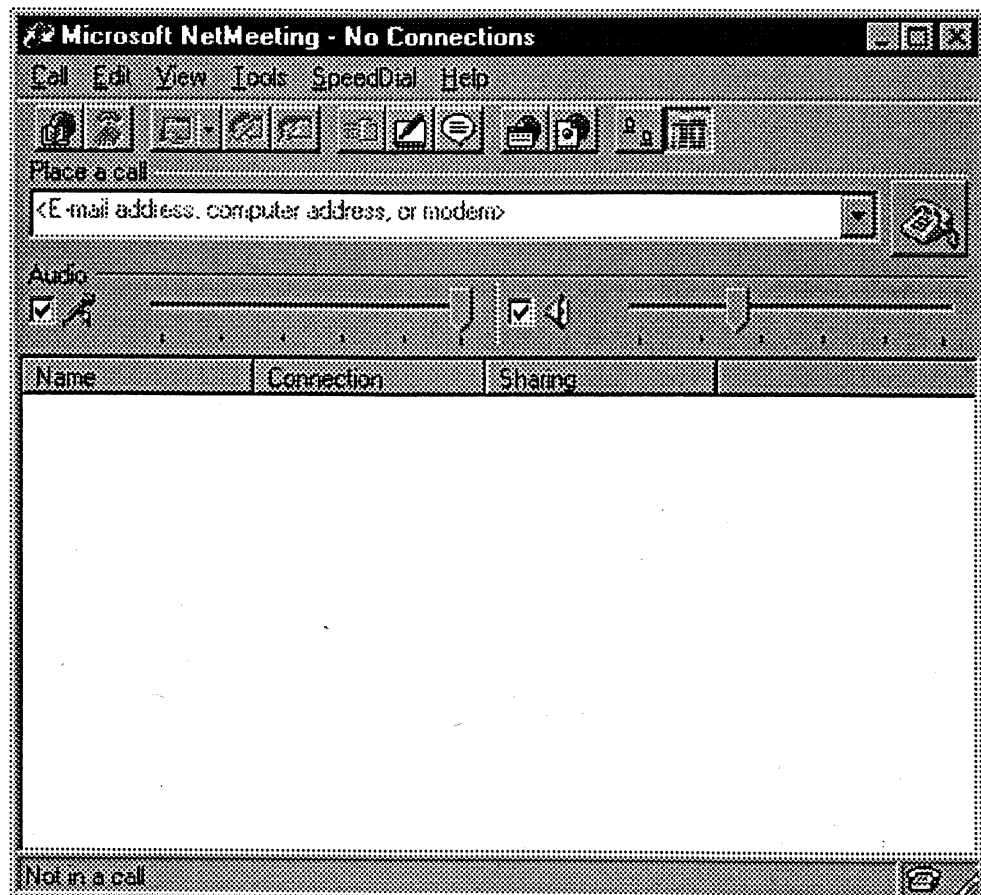 Microsoft NetMeeting - No Connections
Call Edit View Tools SpeedDial Help
Place a call
<E-mail address, computer address, or modem>
Audio
Name Connection Sharing
Not in a call